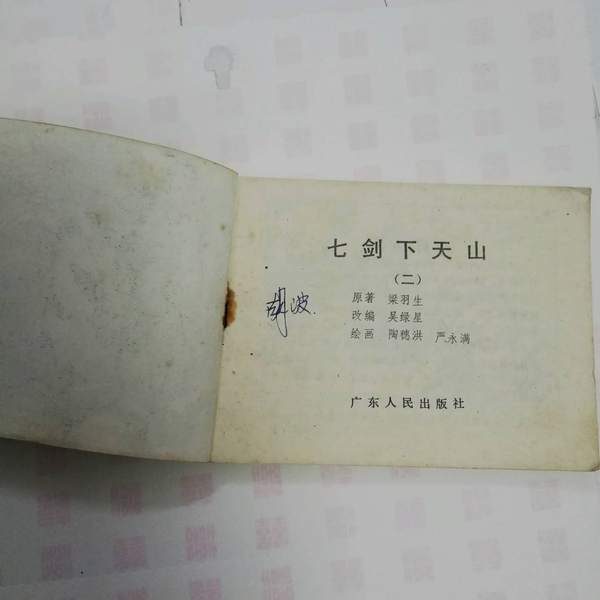 七剑下天山
(二)
原著 梁羽生
改编 吴绿星
绘画 陶穗洪 严永满
胡波.
广东人民出版社